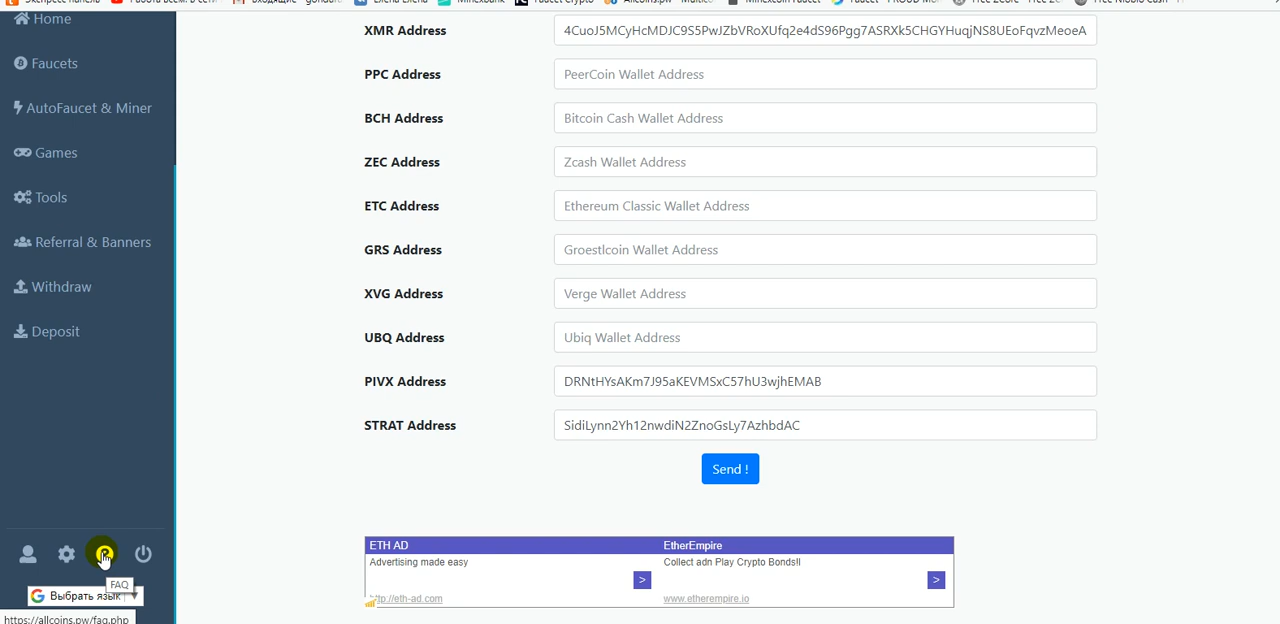 Home
Faucets
AutoFaucet & Miner
Games
Tools
Referral & Banners
Withdraw
Deposit
FAQ
Выбрать язык
https://allcoins.pw/faq.php
XMR Address
4CuoJ5MCyHcMDJC9S5PwJZbVRoXUfq2e4dS96Pgg7ASRXk5CHGYHuqjNS8UEoFqvzMeoeA
PPC Address
PeerCoin Wallet Address
BCH Address
Bitcoin Cash Wallet Address
ZEC Address
Zcash Wallet Address
ETC Address
Ethereum Classic Wallet Address
GRS Address
Groestlcoin Wallet Address
XVG Address
Verge Wallet Address
UBQ Address
Ubiq Wallet Address
PIVX Address
DRNtHYsAKm7J95aKEVMSxC57hU3wjhEMAB
STRAT Address
SidiLynn2Yh12nwdiN2ZnoGsLy7AzhbdAC
Send !
ETH AD
Advertising made easy
>
http://eth-ad.com
EtherEmpire
Collect adn Play Crypto Bonds!!
>
www.etherempire.io